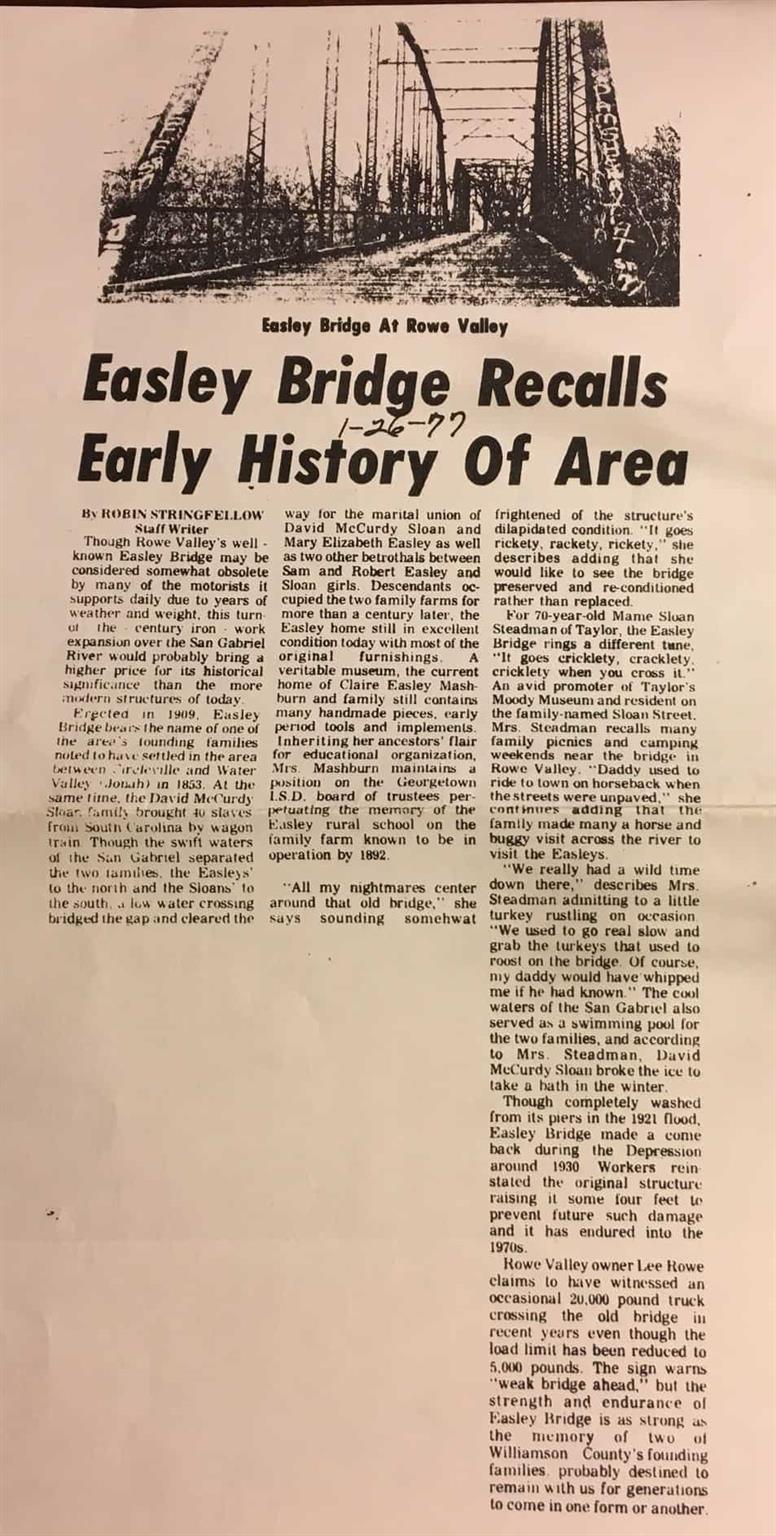 Easley Bridge At Rowe Valley
Easley Bridge Recalls
1-26-77
Early History Of Area
By ROBIN STRINGFELLOW
Staff Writer
Though Rowe Valley's well -
known Easley Bridge may be
considered somewhat obsolete
by many of the motorists it
supports daily due to years of
weather and weight, this turn-
of the - century iron - work
expansion over the San Gabriel
River would probably bring a
higher price for its historical
significance than the more
modern structures of today.
Erected in 1909, Easley
Bridge bears the name of one of
the area's founding families
noted to have settled in the area
between Circleville and Water
Valley (Jonah) in 1853. At the
same time, the David McCurdy
Sloan family brought 40 slaves
from South Carolina by wagon
train. Though the swift waters
of the San Gabriel separated
the two families, the Easleys'
to the north and the Sloans' to
the south, a low water crossing
bridged the gap and cleared the
way for the marital union of
David McCurdy Sloan and
Mary Elizabeth Easley as well
as two other betrothals between
Sam and Robert Easley and
Sloan girls. Descendants oc-
cupied the two family farms for
more than a century later, the
Easley home still in excellent
condition today with most of the
original furnishings. A
veritable museum, the current
home of Claire Easley Mash-
burn and family still contains
many handmade pieces, early
period tools and implements.
Inheriting her ancestors' flair
for educational organization,
Mrs. Mashburn maintains a
position on the Georgetown
I.S.D. board of trustees per-
petuating the memory of the
Easley rural school on the
family farm known to be in
operation by 1892.
"All my nightmares center
around that old bridge," she
says sounding somehwat
frightened of the structure's
dilapidated condition. "It goes
rickety, rackety, rickety," she
describes adding that she
would like to see the bridge
preserved and re-conditioned
rather than replaced.
For 70-year-old Mame Sloan
Steadman of Taylor, the Easley
Bridge rings a different tune,
"It goes cricklety, cracklety,
cricklety when you cross it."
An avid promoter of Taylor's
Moody Museum and resident on
the family-named Sloan Street,
Mrs. Steadman recalls many
family picnics and camping
weekends near the bridge in
Rowe Valley. "Daddy used to
ride to town on horseback when
the streets were unpaved," she
continues adding that the
family made many a horse and
buggy visit across the river to
visit the Easleys.
"We really had a wild time
down there," describes Mrs.
Steadman admitting to a little
turkey rustling on occasion.
"We used to go real slow and
grab the turkeys that used to
roost on the bridge. Of course,
my daddy would have whipped
me if he had known." The cool
waters of the San Gabriel also
served as a swimming pool for
the two families, and according
to Mrs. Steadman, David
McCurdy Sloan broke the ice to
take a bath in the winter.
Though completely washed
from its piers in the 1921 flood,
Easley Bridge made a come
back during the Depression
around 1930 Workers rein-
stated the original structure
raising it some four feet to
prevent future such damage
and it has endured into the
1970s.
Rowe Valley owner Lee Rowe
claims to have witnessed an
occasional 20,000 pound truck
crossing the old bridge in
recent years even though the
load limit has been reduced to
5,000 pounds. The sign warns
"weak bridge ahead," but the
strength and endurance of
Easley Bridge is as strong as
the memory of two of
Williamson County's founding
families, probably destined to
remain with us for generations
to come in one form or another.